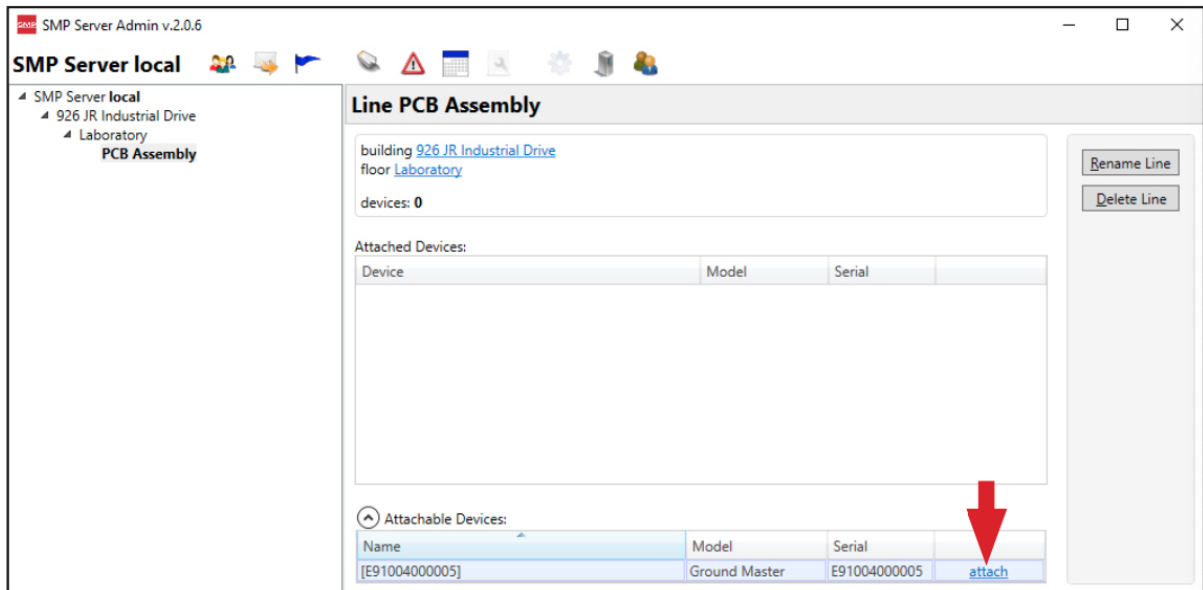 SMP SMP Server Admin v.2.0.6
SMP Server local
SMP Server local
926 JR Industrial Drive
Laboratory
PCB Assembly
Line PCB Assembly
building 926 JR Industrial Drive
floor Laboratory
devices: 0
Rename Line
Delete Line
Attached Devices:
Device Model Serial
Attachable Devices:
Name Model Serial
[E91004000005] Ground Master E91004000005 attach